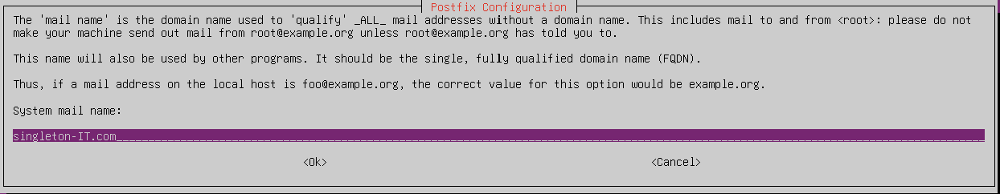 Postfix Configuration
The 'mail name' is the domain name used to 'qualify' _ALL_ mail addresses without a domain name. This includes mail to and from <root>: please do not
make your machine send out mail from root@example.org unless root@example.org has told you to.
This name will also be used by other programs. It should be the single, fully qualified domain name (FQDN).
Thus, if a mail address on the local host is foo@example.org, the correct value for this option would be example.org.
System mail name:
singleton-IT.com
<Ok> <Cancel>